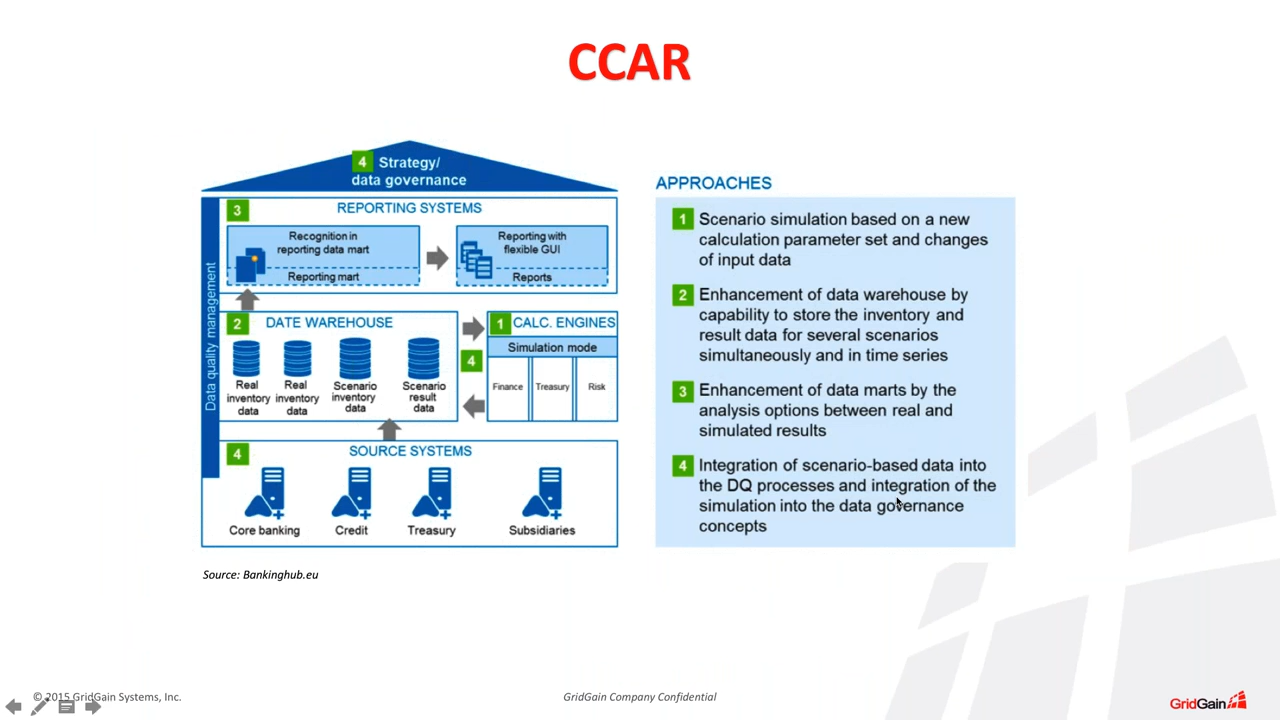 CCAR
4 Strategy/
data governance
Data quality management
3 REPORTING SYSTEMS
Recognition in
reporting data mart
Reporting mart
Reporting with
flexible GUI
Reports
2 DATE WAREHOUSE
Real
inventory
data
Real
inventory
data
Scenario
inventory
data
Scenario
result
data
4
1 CALC. ENGINES
Simulation mode
Finance
Treasury
Risk
4 SOURCE SYSTEMS
Core banking
Credit
Treasury
Subsidiaries
Source: Bankinghub.eu
APPROACHES
1 Scenario simulation based on a new
calculation parameter set and changes
of input data
2 Enhancement of data warehouse by
capability to store the inventory and
result data for several scenarios
simultaneously and in time series
3 Enhancement of data marts by the
analysis options between real and
simulated results
4 Integration of scenario-based data into
the DQ processes and integration of the
simulation into the data governance
concepts
© 2015 GridGain Systems, Inc.
GridGain Company Confidential
GridGain